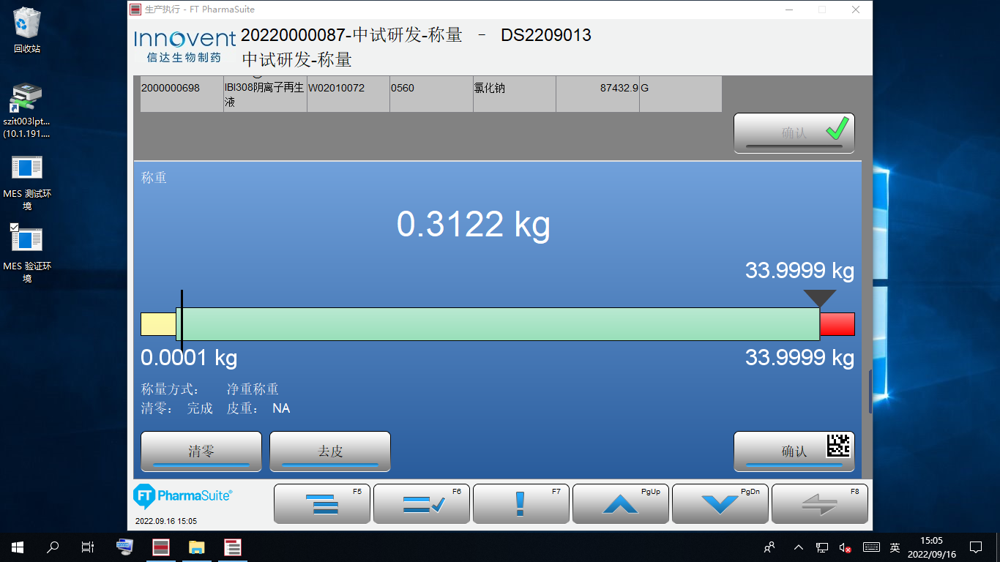 生产执行 - FT PharmaSuite
回收站
Innovent
信达生物制药
20220000087-中试研发-称量 - DS2209013
中试研发-称量
2000000698 IBI308阴离子再生液 W02010072 0560 氯化钠 87432.9 G
szit003lpt...
(10.1.191....
确认
称重
0.3122 kg
MES 测试环境
33.9999 kg
MES 验证环境
0.0001 kg 33.9999 kg
称量方式： 净重称重
清零： 完成 皮重： NA
清零 去皮 确认
FT PharmaSuite®
F5 F6 F7 PgUp PgDn F8
2022.09.16 15:05
英
15:05
2022/09/16